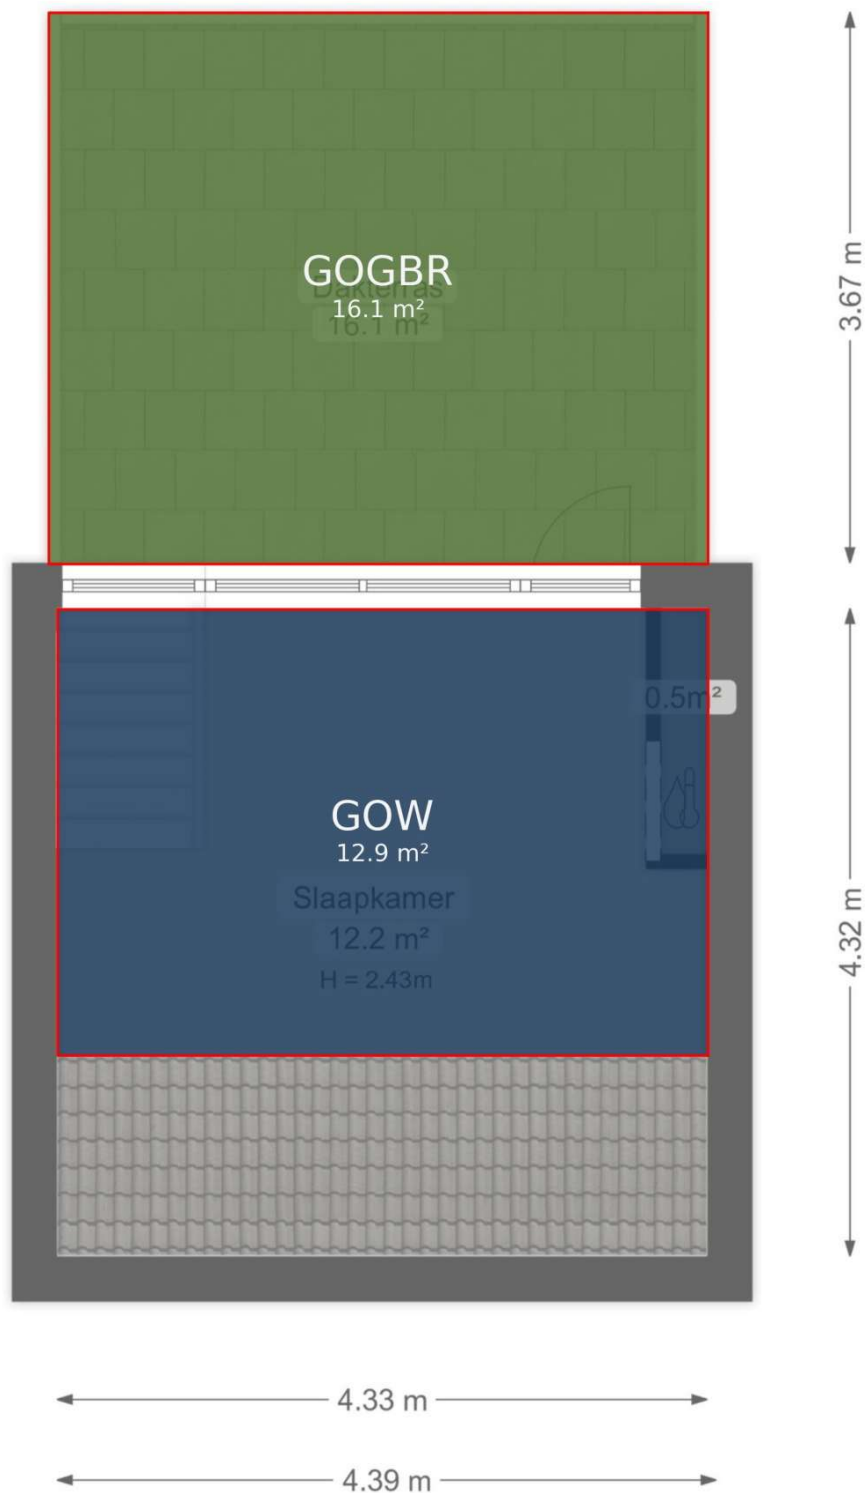 GOGBR
Dakterras
16.1 m²
16.1 m²
3.67 m
0.5m²
GOW
12.9 m²
Slaapkamer
12.2 m²
H = 2.43m
4.32 m
4.33 m
4.39 m